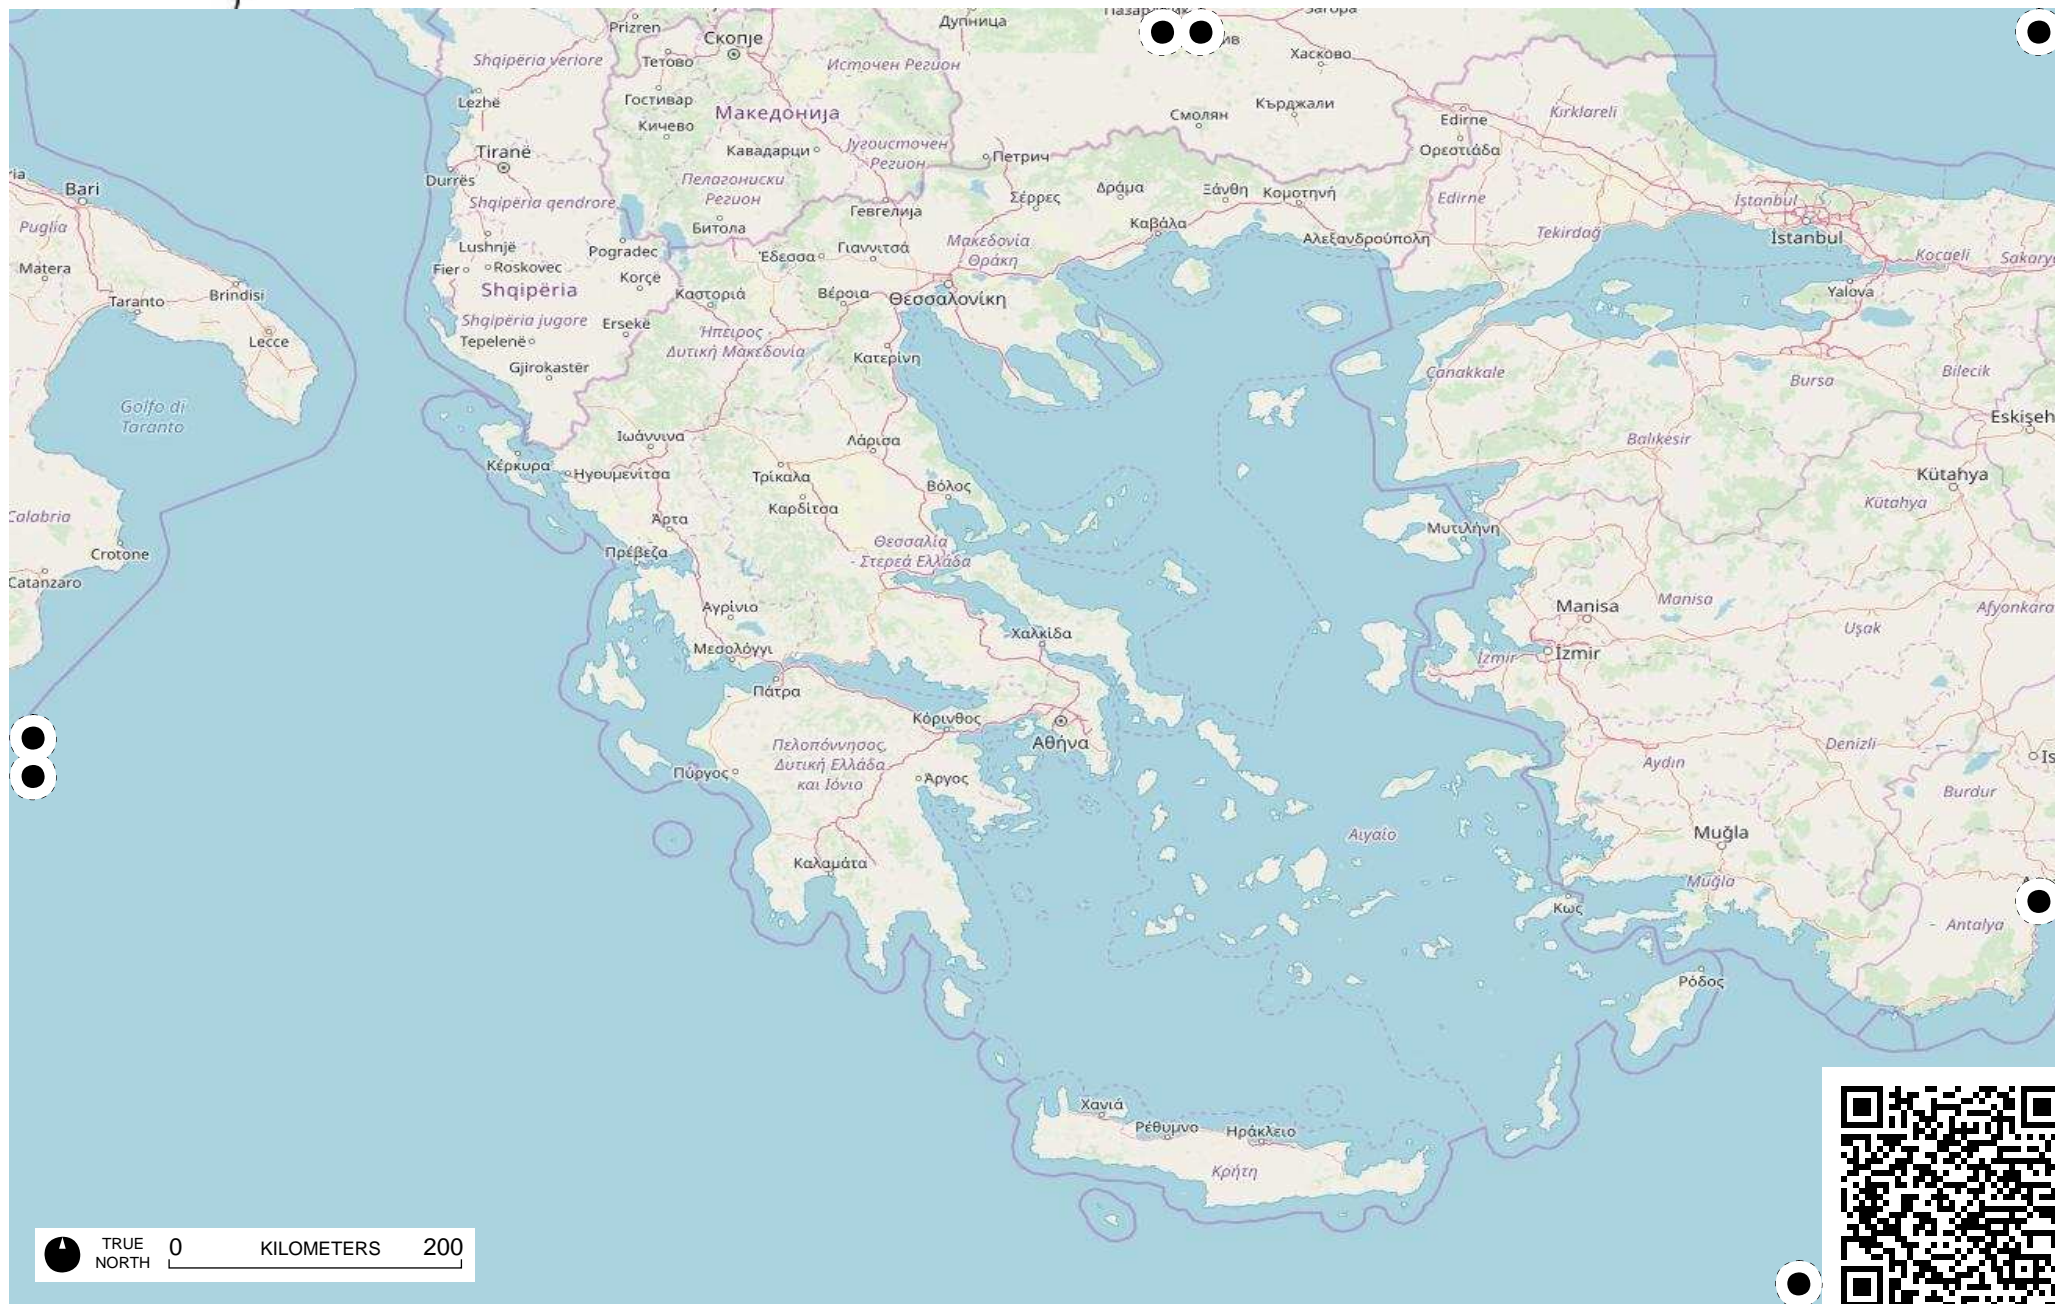 Prizren
Скопје
Дупница
Хасково
Shqipëria veriore
Тетово
Источен Регион
Lezhë
Гостивар
Македонија
Смолян
Кърджали
Edirne
Kırklareli
Кичево
Tiranë
Кавадарци
Југоисточен
Регион
Петрич
Ορεστιάδα
Durrës
Bari
Пелагониски
Регион
Σέρρες
Δράμα
Ξάνθη
Κομοτηνή
Edirne
İstanbul
Shqipëria qendrore
Гевгелија
Puglia
Битола
Καβάλα
Αλεξανδρούπολη
Tekirdağ
İstanbul
Lushnjë
Pogradec
Έδεσσα
Γιαννιτσά
Μακεδονία
Θράκη
Kocaeli
Matera
Fier
Roskovec
Korçë
Shqipëria
Καστοριά
Βέροια
Θεσσαλονίκη
Yalova
Taranto
Brindisi
Shqipëria jugore
Ersekë
Ήπειρος -
Δυτική Μακεδονία
Lecce
Tepelenë
Κατερίνη
Gjirokastër
Çanakkale
Bursa
Bilecik
Golfo di
Taranto
Eskişeh
Ιωάννινα
Λάρισα
Balıkesir
Κέρκυρα
Ηγουμενίτσα
Τρίκαλα
Βόλος
Kütahya
Kütahya
Calabria
Καρδίτσα
Άρτα
Μυτιλήνη
Crotone
Πρέβεζα
Θεσσαλία
- Στερεά Ελλάδα
Catanzaro
Αγρίνιο
Manisa
Manisa
Afyonkara
Χαλκίδα
Uşak
Μεσολόγγι
İzmir
İzmir
Πάτρα
Κόρινθος
Αθήνα
Πελοπόννησος,
Δυτική Ελλάδα
και Ιόνιο
Denizli
Aydın
Πύργος
Άργος
Burdur
Αιγαίο
Muğla
Καλαμάτα
Muğla
Κως
Antalya
Ρόδος
Χανιά
Ρέθυμνο
Ηράκλειο
Κρήτη
TRUE
NORTH
0 KILOMETERS 200